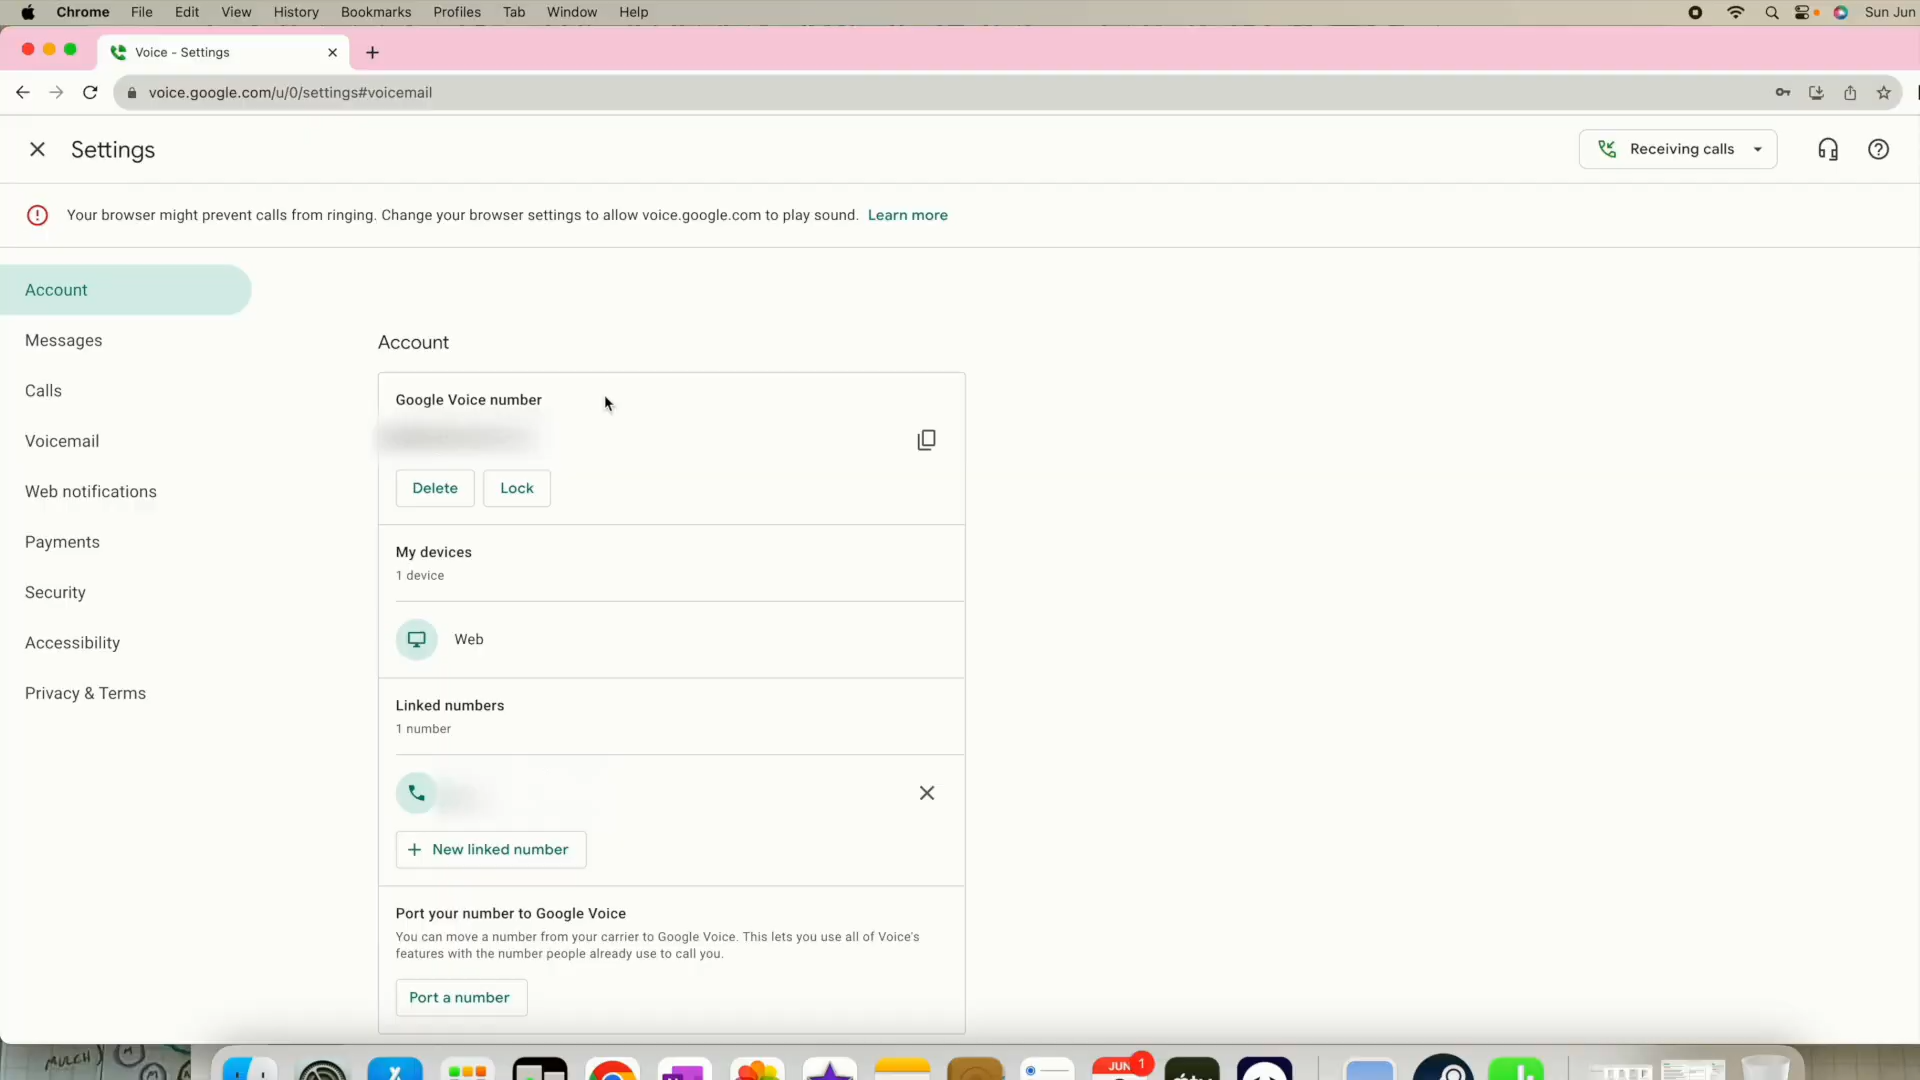 Chrome File Edit View History Bookmarks Profiles Tab Window Help Sun Jun
Voice - Settings
voice.google.com/u/0/settings#voicemail
Settings
Receiving calls
Your browser might prevent calls from ringing. Change your browser settings to allow voice.google.com to play sound. Learn more
Account
Messages
Calls
Voicemail
Web notifications
Payments
Security
Accessibility
Privacy & Terms
Account
Google Voice number
Delete
Lock
My devices
1 device
Web
Linked numbers
1 number
New linked number
Port your number to Google Voice
You can move a number from your carrier to Google Voice. This lets you use all of Voice's
features with the number people already use to call you.
Port a number
MULCH
JUN
1